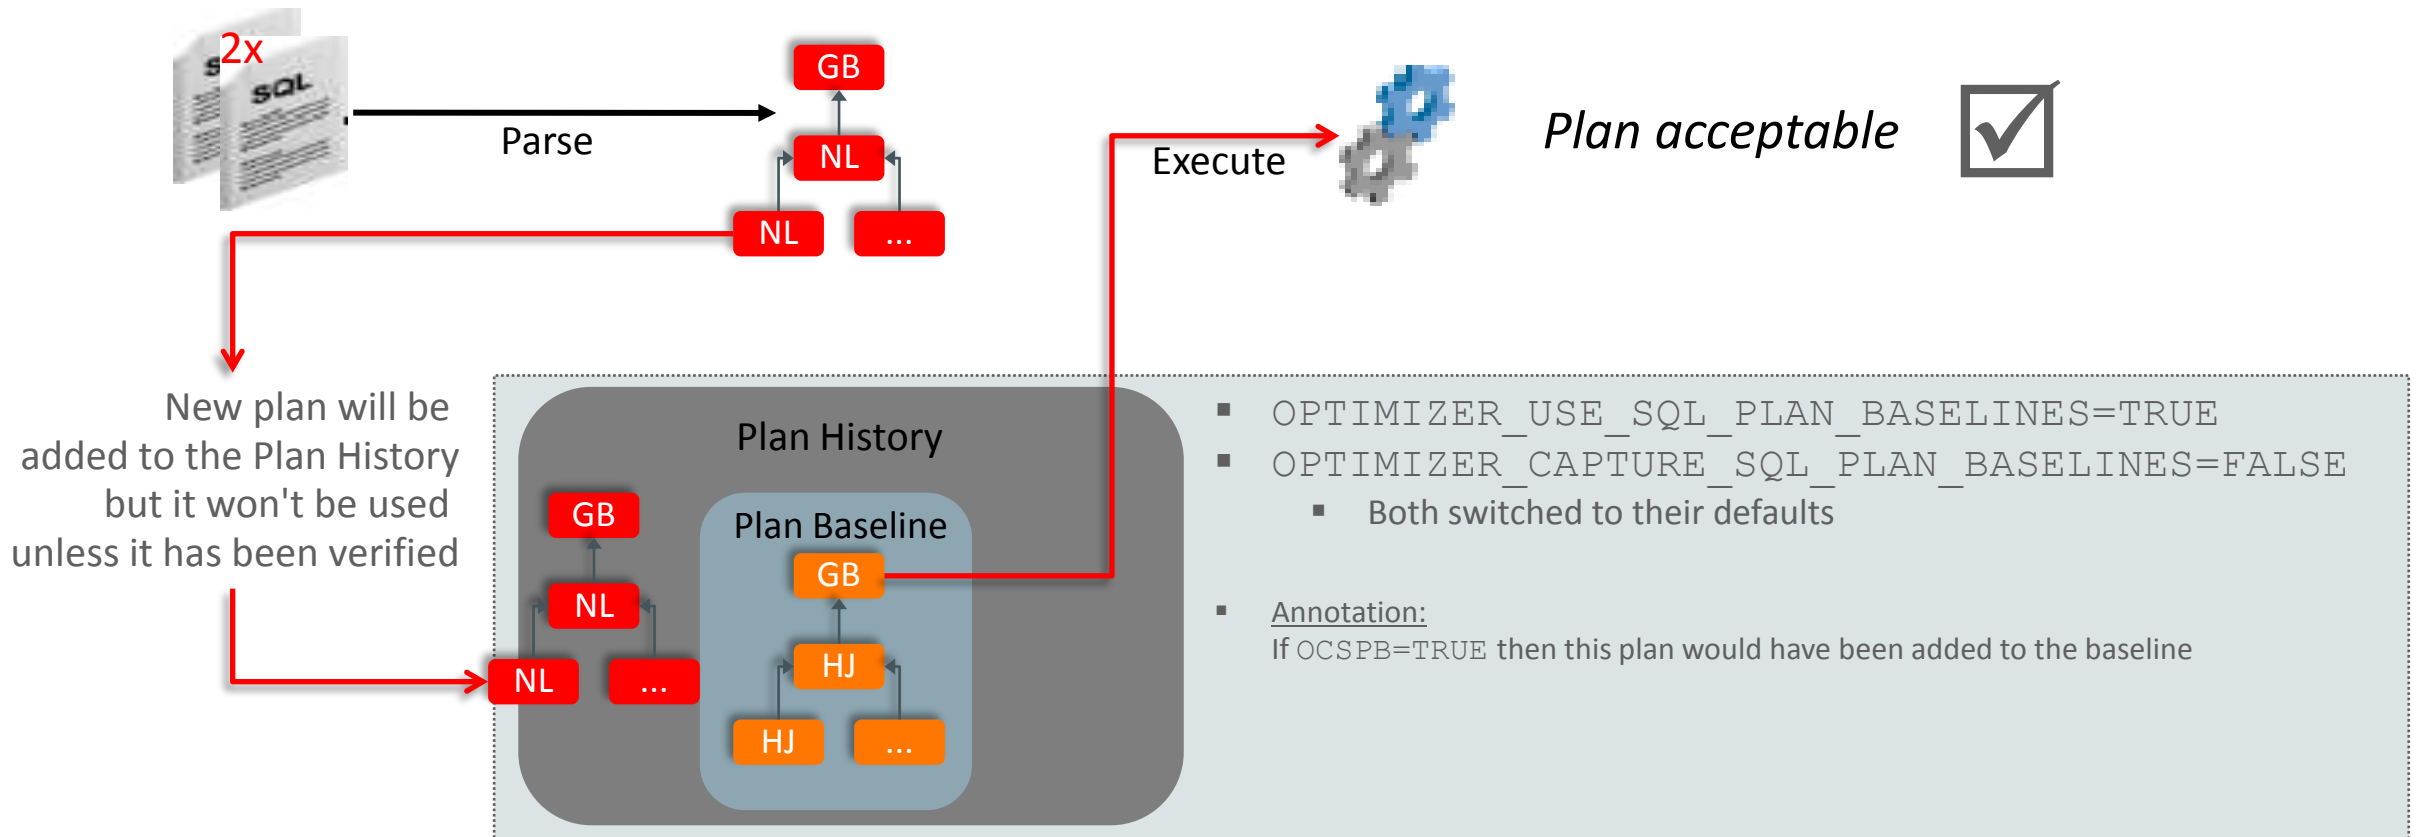 2x
SQL
GB
Parse
NL
NL
...
Execute
Plan acceptable
New plan will be
added to the Plan History
but it won't be used
unless it has been verified
Plan History
GB
NL
NL
...
Plan Baseline
GB
HJ
HJ
...
▪ OPTIMIZER_USE_SQL_PLAN_BASELINES=TRUE
▪ OPTIMIZER_CAPTURE_SQL_PLAN_BASELINES=FALSE
▪ Both switched to their defaults
▪ Annotation:
If OCSPB=TRUE then this plan would have been added to the baseline